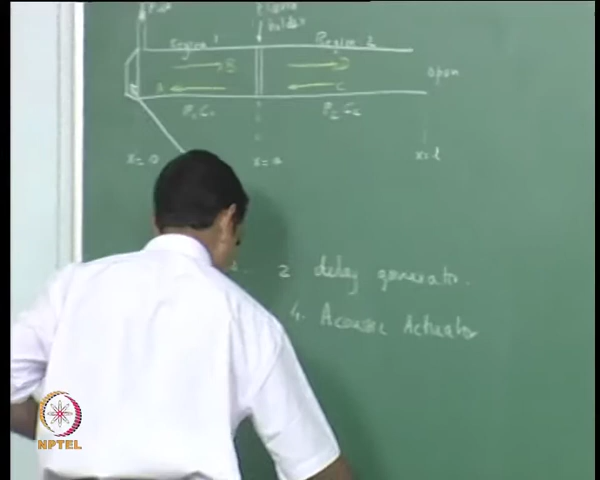 Flame
holder
Region 1 Region 2
B D
open
A C
x=0 x=a x=l
2 delay generator.
4. Acoustic Actuator
NPTEL